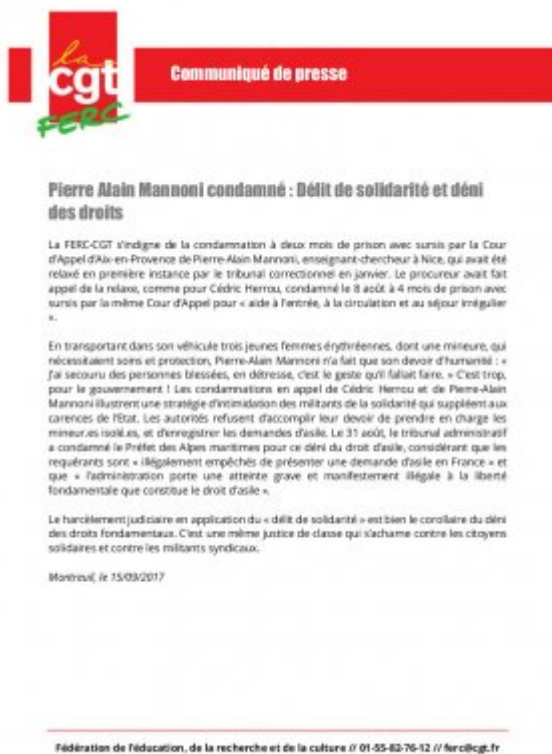 la
cgt
FERC
Communiqué de presse
Pierre Alain Mannoni condamné : Délit de solidarité et déni
des droits
La FERC-CGT s'indigne de la condamnation à deux mois de prison avec sursis par la Cour
d'Appel d'Aix-en-Provence de Pierre-Alain Mannoni, enseignant-chercheur à Nice, qui avait été
relaxé en première instance par le tribunal correctionnel en janvier. Le procureur avait fait
appel de la relaxe, comme pour Cédric Herrou, condamné le 8 août à 4 mois de prison avec
sursis par la même Cour d'Appel pour « aide à l'entrée, à la circulation et au séjour irrégulier
».
En transportant dans son véhicule trois jeunes femmes érythréennes, dont une mineure, qui
nécessitaient soins et protection, Pierre-Alain Mannoni n'a fait que son devoir d'humanité : «
J'ai secouru des personnes blessées, en détresse, c'est le geste qu'il fallait faire. » C'est trop,
pour le gouvernement ! Les condamnations en appel de Cédric Herrou et de Pierre-Alain
Mannoni illustrent une stratégie d'intimidation des militants de la solidarité qui suppléent aux
carences de l'Etat. Les autorités refusent d'accomplir leur devoir de prendre en charge les
mineur.es isolé.es, et d'enregistrer les demandes d'asile. Le 31 août, le tribunal administratif
a condamné le Préfet des Alpes maritimes pour ce déni du droit d'asile, considérant que les
requérants sont « illégalement empêchés de présenter une demande d'asile en France » et
que « l'administration porte une atteinte grave et manifestement illégale à la liberté
fondamentale que constitue le droit d'asile ».
Le harcèlement judiciaire en application du « délit de solidarité » est bien le corollaire du déni
des droits fondamentaux. C'est une même justice de classe qui s'acharne contre les citoyens
solidaires et contre les militants syndicaux.
Montreuil, le 15/09/2017
Fédération de l'éducation, de la recherche et de la culture // 01-55-82-76-12 // ferc@cgt.fr